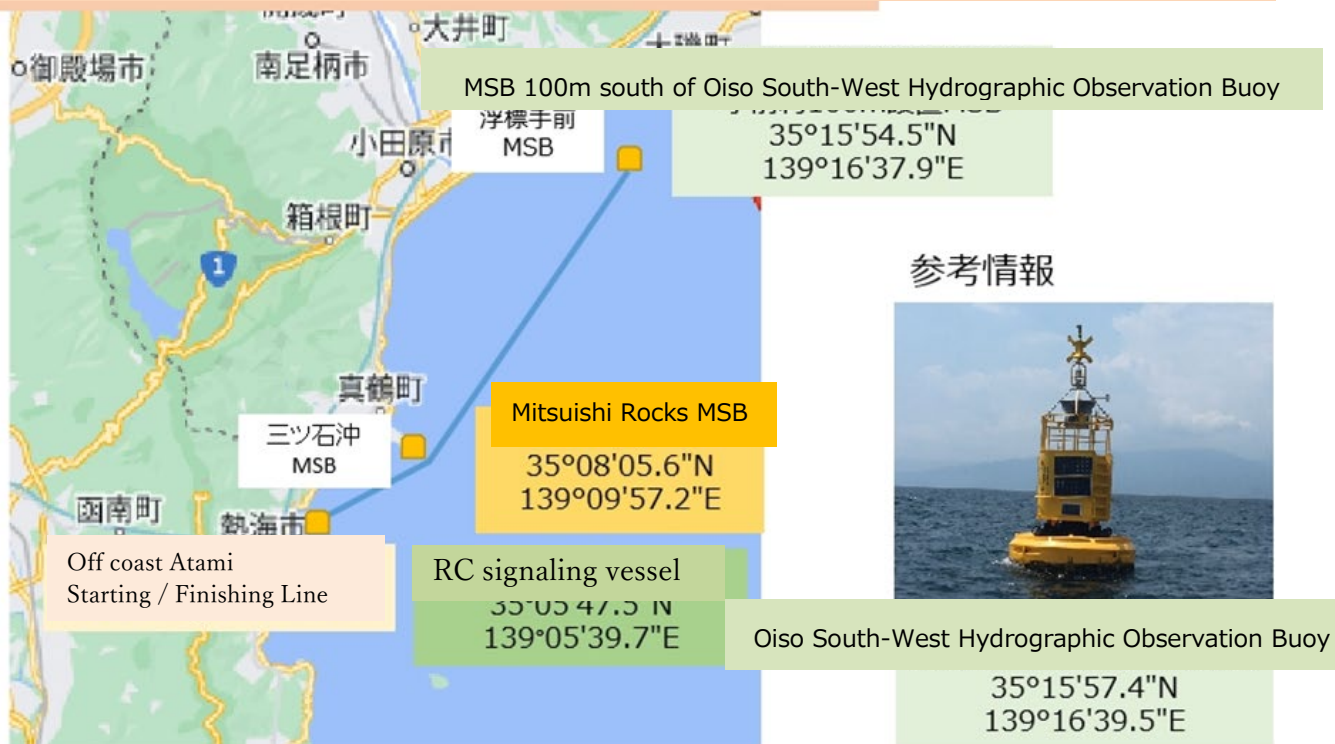 大井町
御殿場市
南足柄市
MSB 100m south of Oiso South-West Hydrographic Observation Buoy
35°15'54.5"N
139°16'37.9"E
浮標手前
MSB
小田原市
箱根町
1
参考情報
真鶴町
Mitsuishi Rocks MSB
35°08'05.6"N
139°09'57.2"E
三ツ石沖
MSB
函南町
熱海市
Off coast Atami
Starting / Finishing Line
RC signaling vessel
35°05'47.5"N
139°05'39.7"E
Oiso South-West Hydrographic Observation Buoy
35°15'57.4"N
139°16'39.5"E